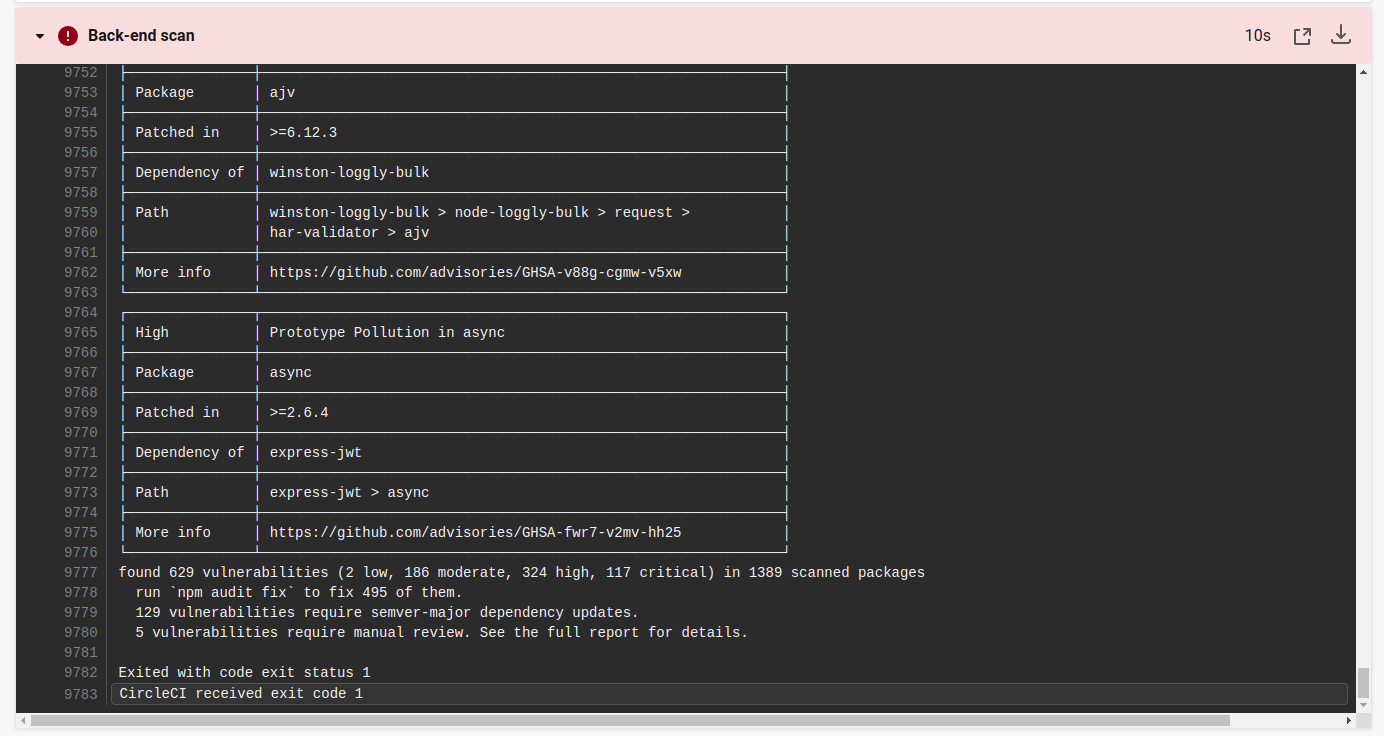 Back-end scan 10s
9752
9753 | Package | ajv |
9754
9755 | Patched in | >=6.12.3 |
9756
9757 | Dependency of | winston-loggly-bulk |
9758
9759 | Path | winston-loggly-bulk > node-loggly-bulk > request > |
9760 | | har-validator > ajv |
9761
9762 | More info | https://github.com/advisories/GHSA-v88g-cgmw-v5xw |
9763
9764
9765 | High | Prototype Pollution in async |
9766
9767 | Package | async |
9768
9769 | Patched in | >=2.6.4 |
9770
9771 | Dependency of | express-jwt |
9772
9773 | Path | express-jwt > async |
9774
9775 | More info | https://github.com/advisories/GHSA-fwr7-v2mv-hh25 |
9776
9777 found 629 vulnerabilities (2 low, 186 moderate, 324 high, 117 critical) in 1389 scanned packages
9778 run `npm audit fix` to fix 495 of them.
9779 129 vulnerabilities require semver-major dependency updates.
9780 5 vulnerabilities require manual review. See the full report for details.
9781
9782 Exited with code exit status 1
9783 CircleCI received exit code 1